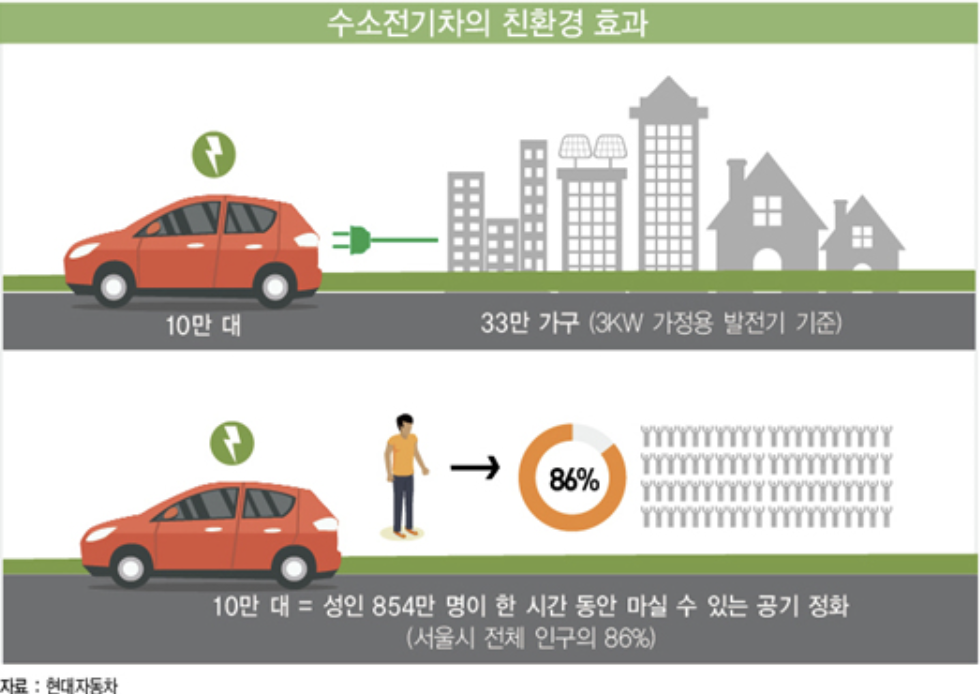 수소전기차의 친환경 효과
10만 대
33만 가구 (3KW 가정용 발전기 기준)
86%
10만 대 = 성인 854만 명이 한 시간 동안 마실 수 있는 공기 정화
(서울시 전체 인구의 86%)
자료 : 현대자동차